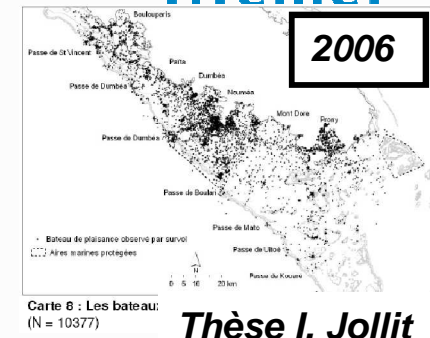 2006
Boulouparis
Passe de St Vincent
Païta
Passe de Dumbéa
Dumbéa
Nouméa
Mont Dore
Prony
Passe de Dumbéa
Passe de Boulari
Passe de Mato
Passe de Uitoé
Passe de Kouaré
Bateau de plaisance observé par survol
Aires marines protégées
N
0 5 10 20 km
Carte 8 : Les bateau
(N = 10377)
Thèse I. Jollit